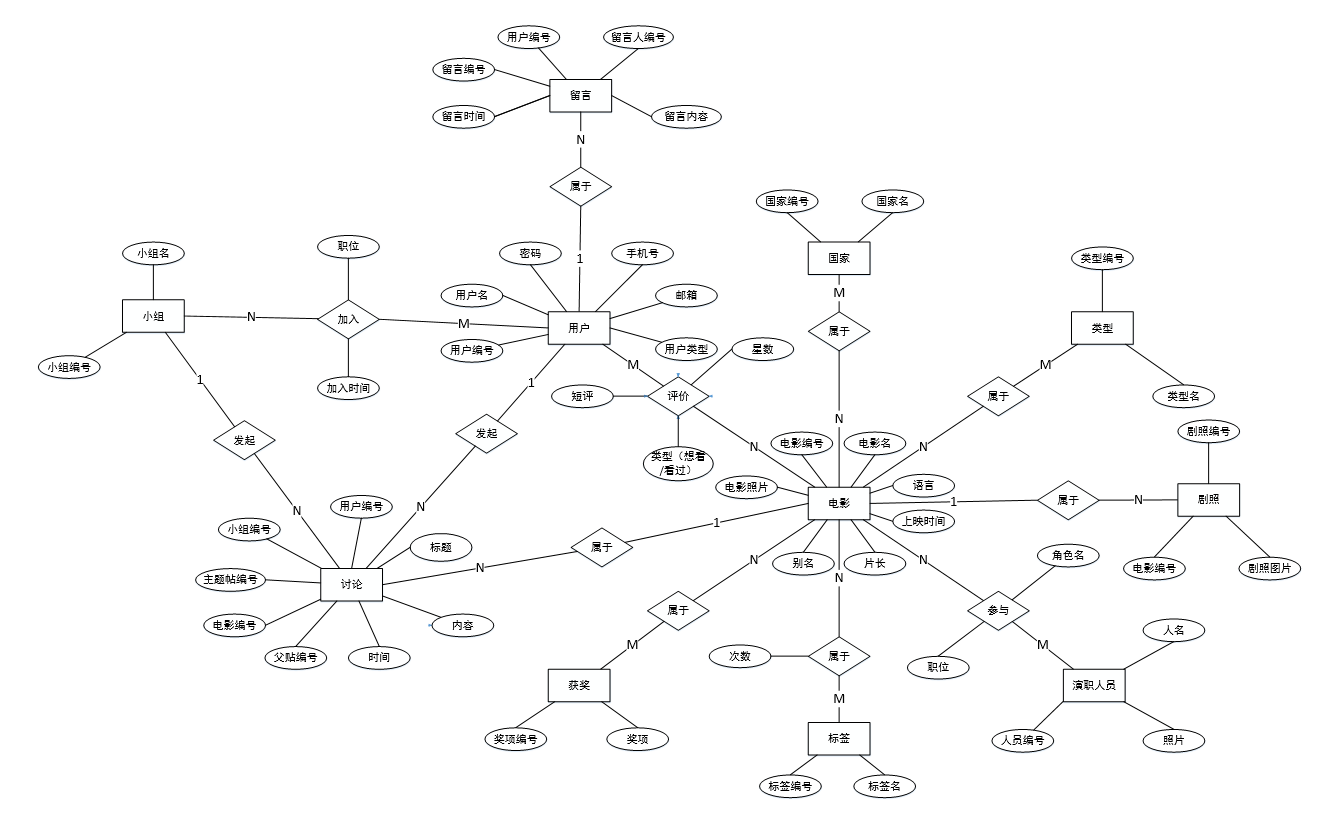 用户编号
留言人编号
留言编号
留言
留言时间
留言内容
N
属于
国家编号
国家名
职位
小组名
密码
手机号
1
国家
类型编号
用户名
邮箱
M
小组
N
加入
M
用户
属于
类型
用户编号
用户类型
星数
小组编号
1
加入时间
1
M
短评
评价
M
属于
类型名
N
发起
发起
类型（想看
/看过）
N
电影编号
电影名
N
剧照编号
电影照片
语言
N
N
电影
1
属于
N
剧照
用户编号
1
上映时间
小组编号
标题
属于
别名
片长
角色名
主题帖编号
讨论
N
N
N
N
电影编号
剧照图片
电影编号
内容
属于
参与
父贴编号
时间
M
次数
属于
职位
M
人名
获奖
M
演职人员
奖项编号
奖项
标签
人员编号
照片
标签编号
标签名